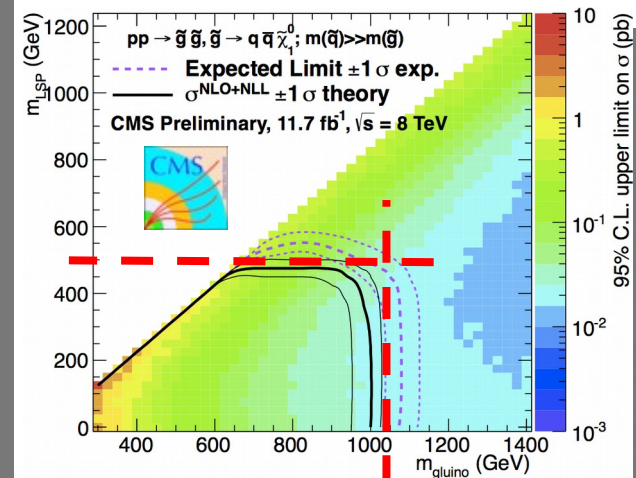 pp → g̃ g̃, g̃ → q q̄ χ̃₁⁰; m(q̃)>>m(g̃)
Expected Limit ±1 σ exp.
σ^NLO+NLL ±1 σ theory
CMS Preliminary, 11.7 fb⁻¹, √s = 8 TeV
CMS
m_LSP (GeV)
1200
1000
800
600
400
200
0
400 600 800 1000 1200 1400
m_gluino (GeV)
10
1
10⁻¹
10⁻²
10⁻³
95% C.L. upper limit on σ (pb)